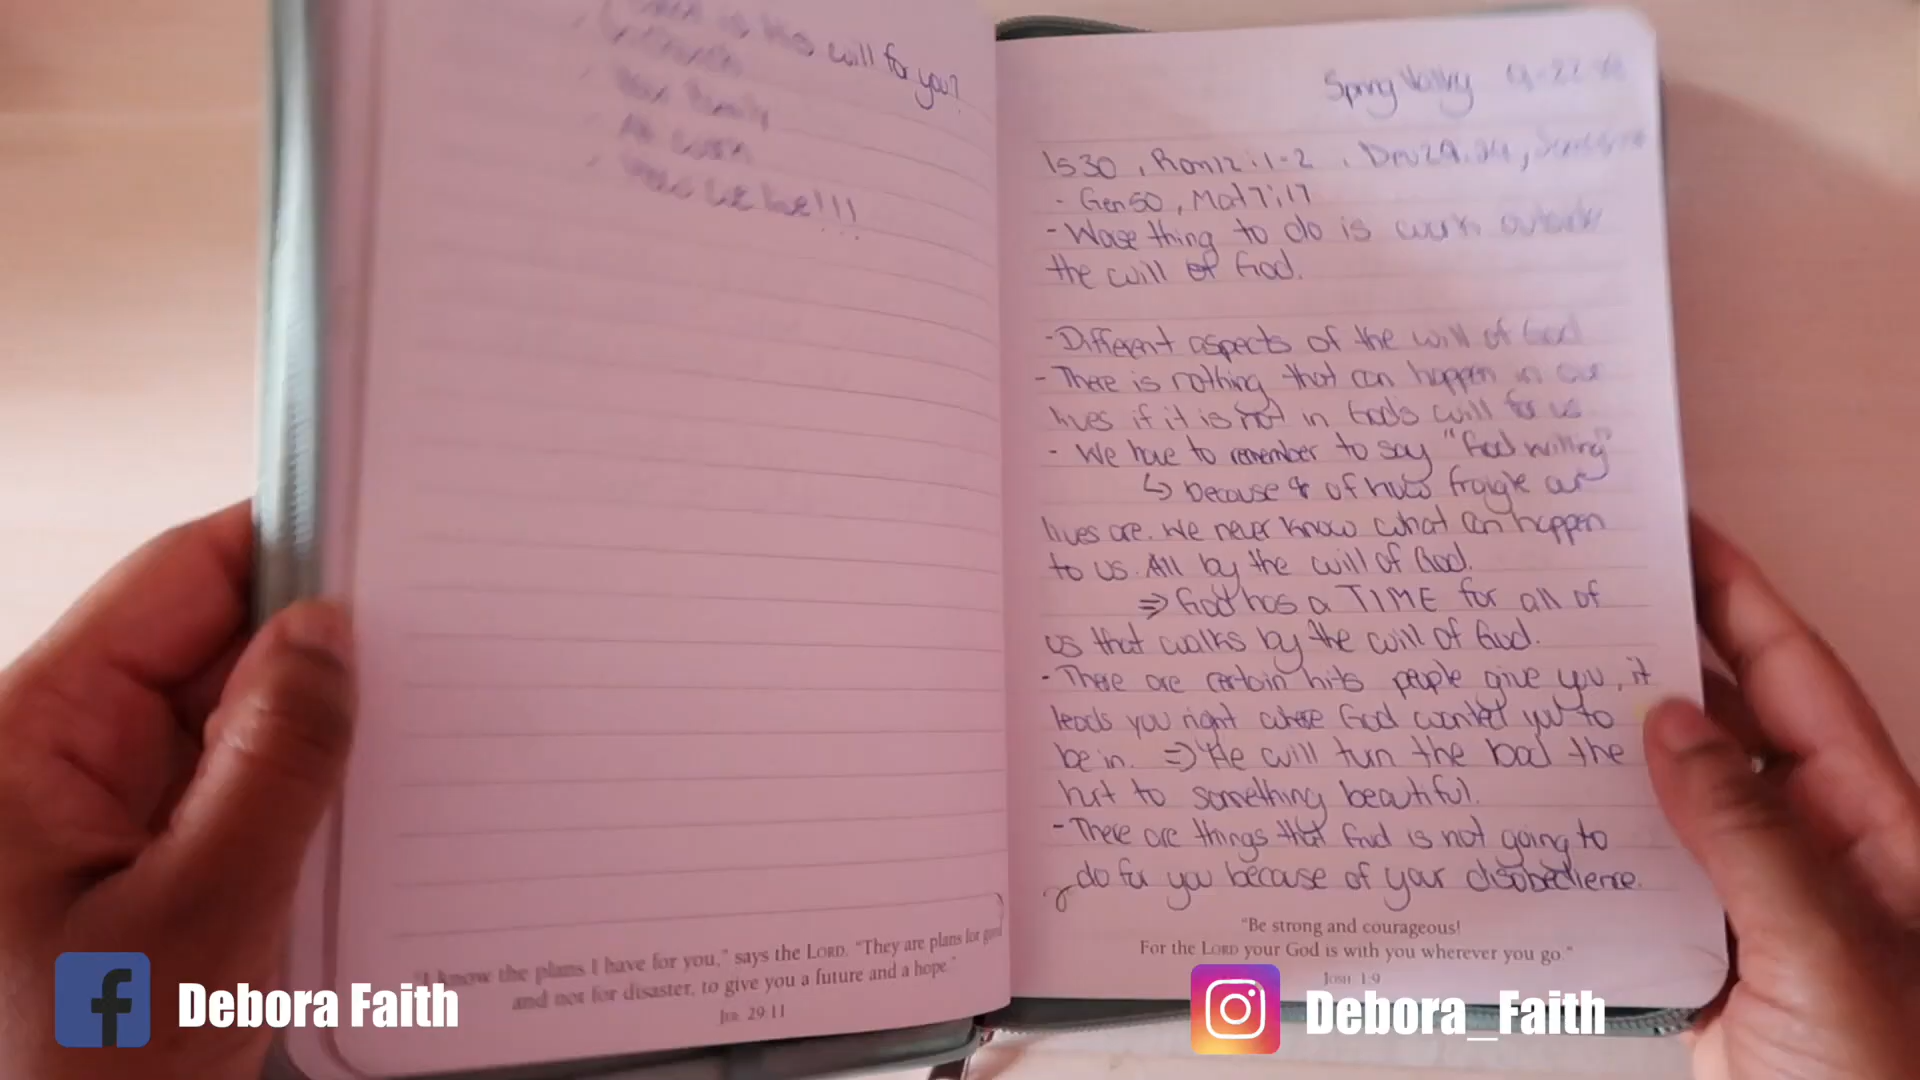 will for you?
Spring Valley
Is 30, Rom 12:1-2, Deu 29.
- Gen 50, Mat 7:17
- Worse thing to do is work outside
the will of God.
- Different aspects of the will of God
- There is nothing that can happen in our
lives if it is not in God's will for us
- We have to remember to say "God willing"
↳ because of how fragile our
lives are. We never know what can happen
to us. All by the will of God.
⇒ God has a TIME for all of
us that walks by the will of God.
- There are certain hits people give you, it
leads you right where God wanted you to
be in. ⇒ He will turn the bad the
hurt to something beautiful.
- There are things that God is not going to
do for you because of your disobedience.
"I know the plans I have for you," says the LORD. "They are plans for good
and not for disaster, to give you a future and a hope."
JER. 29:11
"Be strong and courageous!
For the LORD your God is with you wherever you go."
JOSH. 1:9
Debora Faith
Debora_Faith